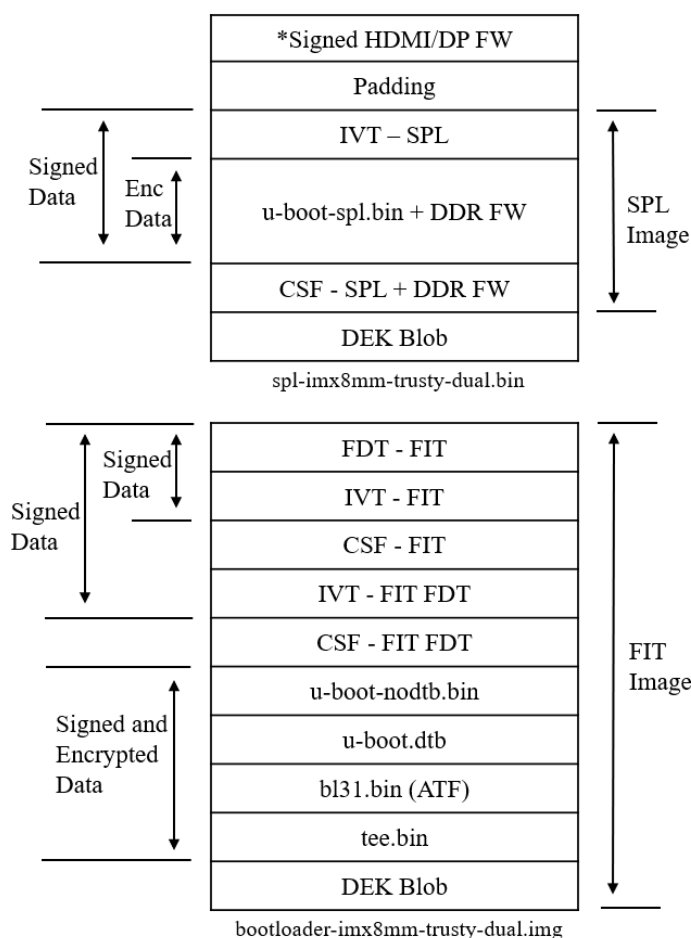 *Signed HDMI/DP FW
Padding
IVT – SPL
Signed
Data
Enc
Data
u-boot-spl.bin + DDR FW
SPL
Image
CSF - SPL + DDR FW
DEK Blob
spl-imx8mm-trusty-dual.bin
FDT - FIT
Signed
Data
IVT - FIT
Signed
Data
CSF - FIT
IVT - FIT FDT
CSF - FIT FDT
FIT
Image
u-boot-nodtb.bin
Signed and
Encrypted
Data
u-boot.dtb
bl31.bin (ATF)
tee.bin
DEK Blob
bootloader-imx8mm-trusty-dual.img